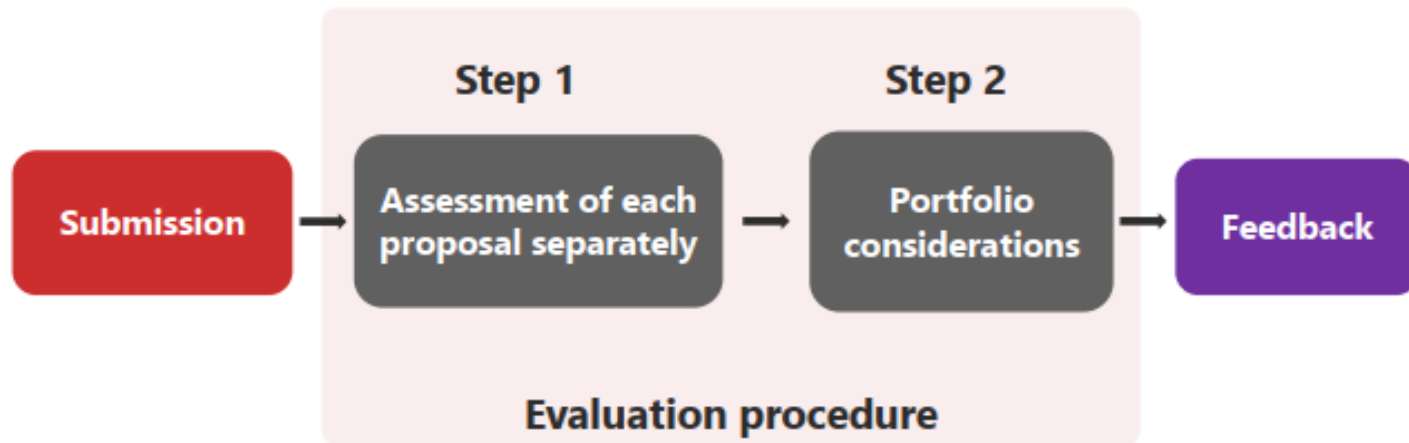 Step 1
Step 2
Submission
Assessment of each
proposal separately
Portfolio
considerations
Feedback
Evaluation procedure